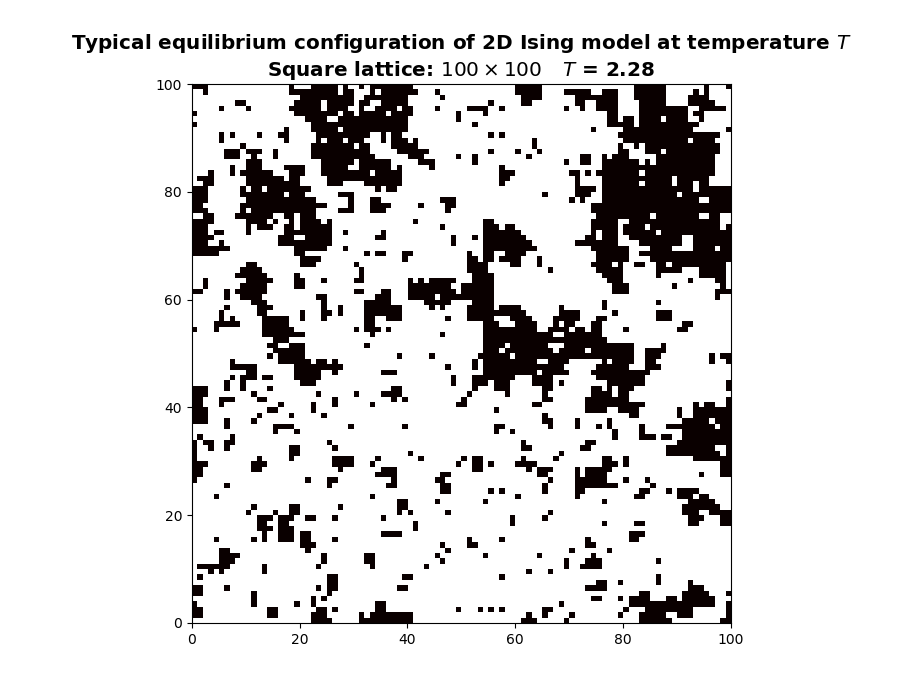 Typical equilibrium configuration of 2D Ising model at temperature T
Square lattice: 100 × 100 T = 2.28
100
80
60
40
20
0
0 20 40 60 80 100